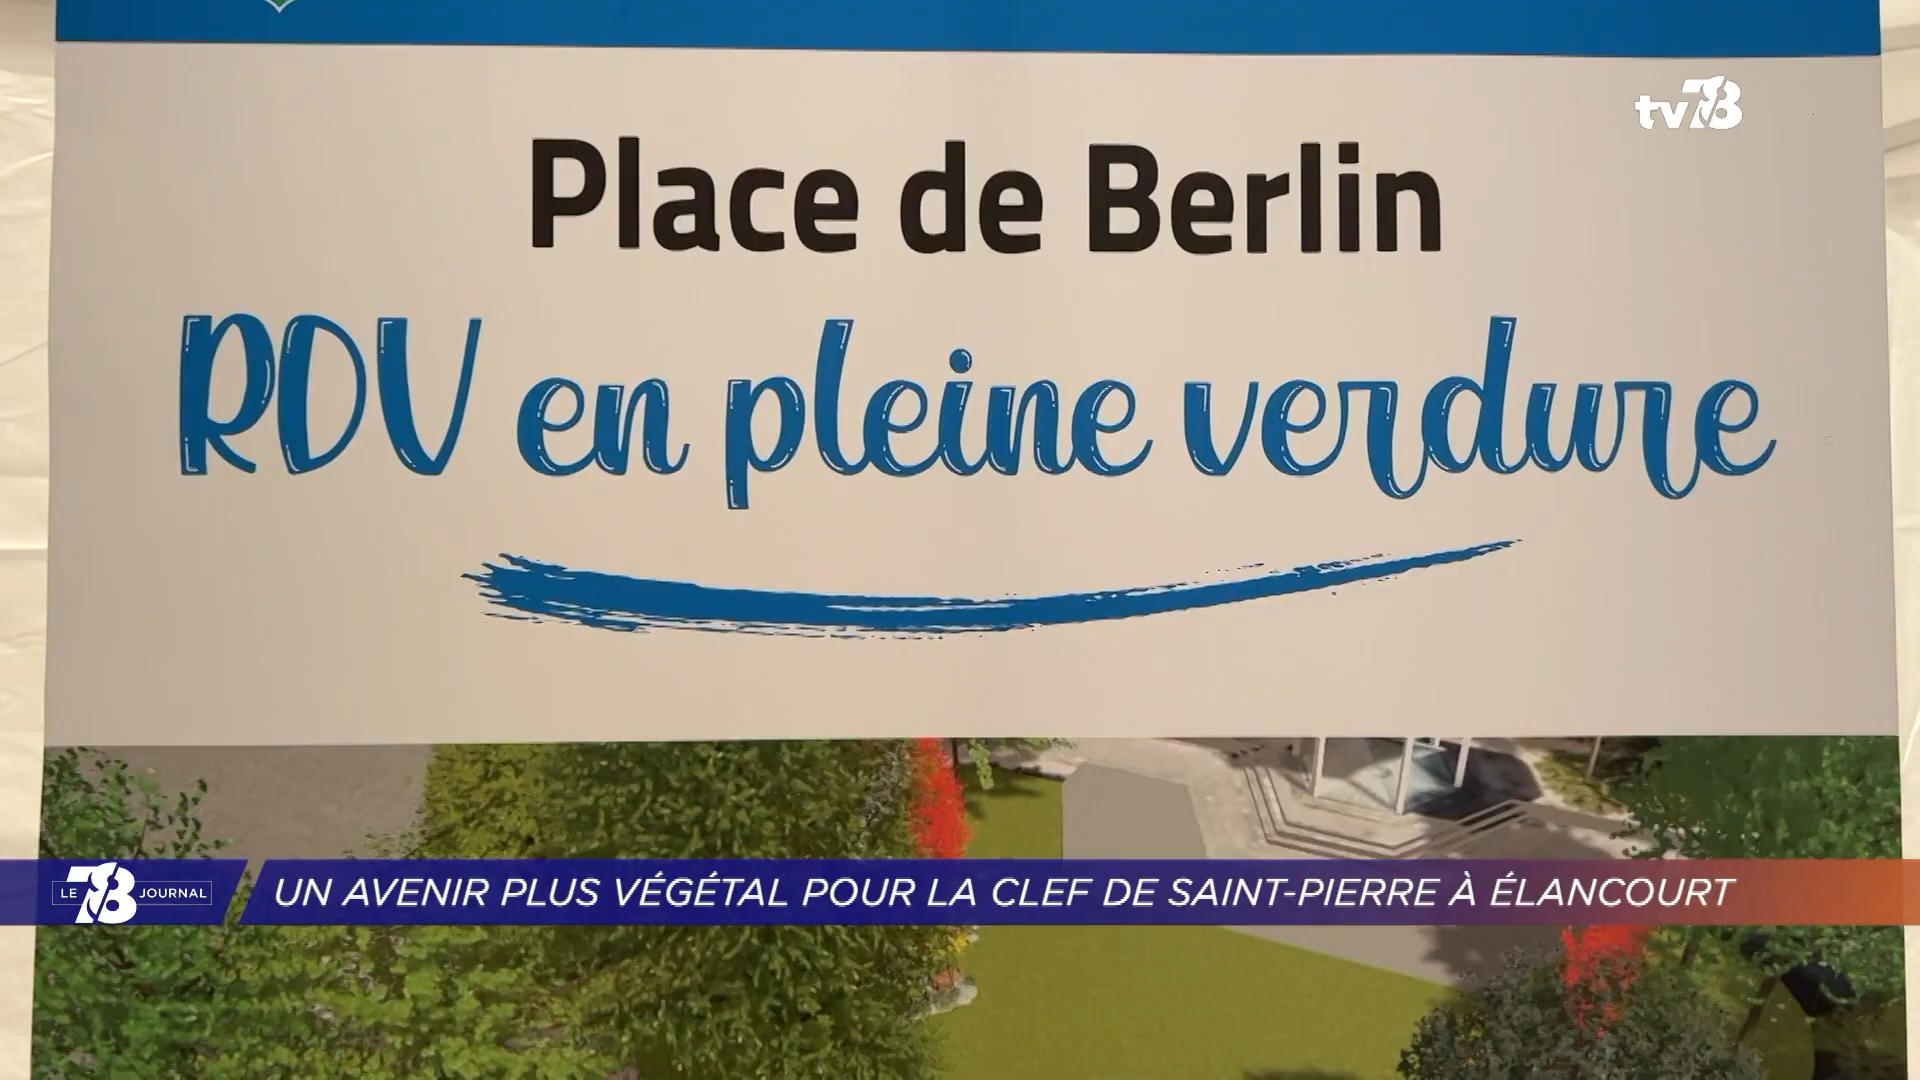 tv78
Place de Berlin
RDV en pleine verdure
LE 78 JOURNAL
UN AVENIR PLUS VÉGÉTAL POUR LA CLEF DE SAINT-PIERRE À ÉLANCOURT